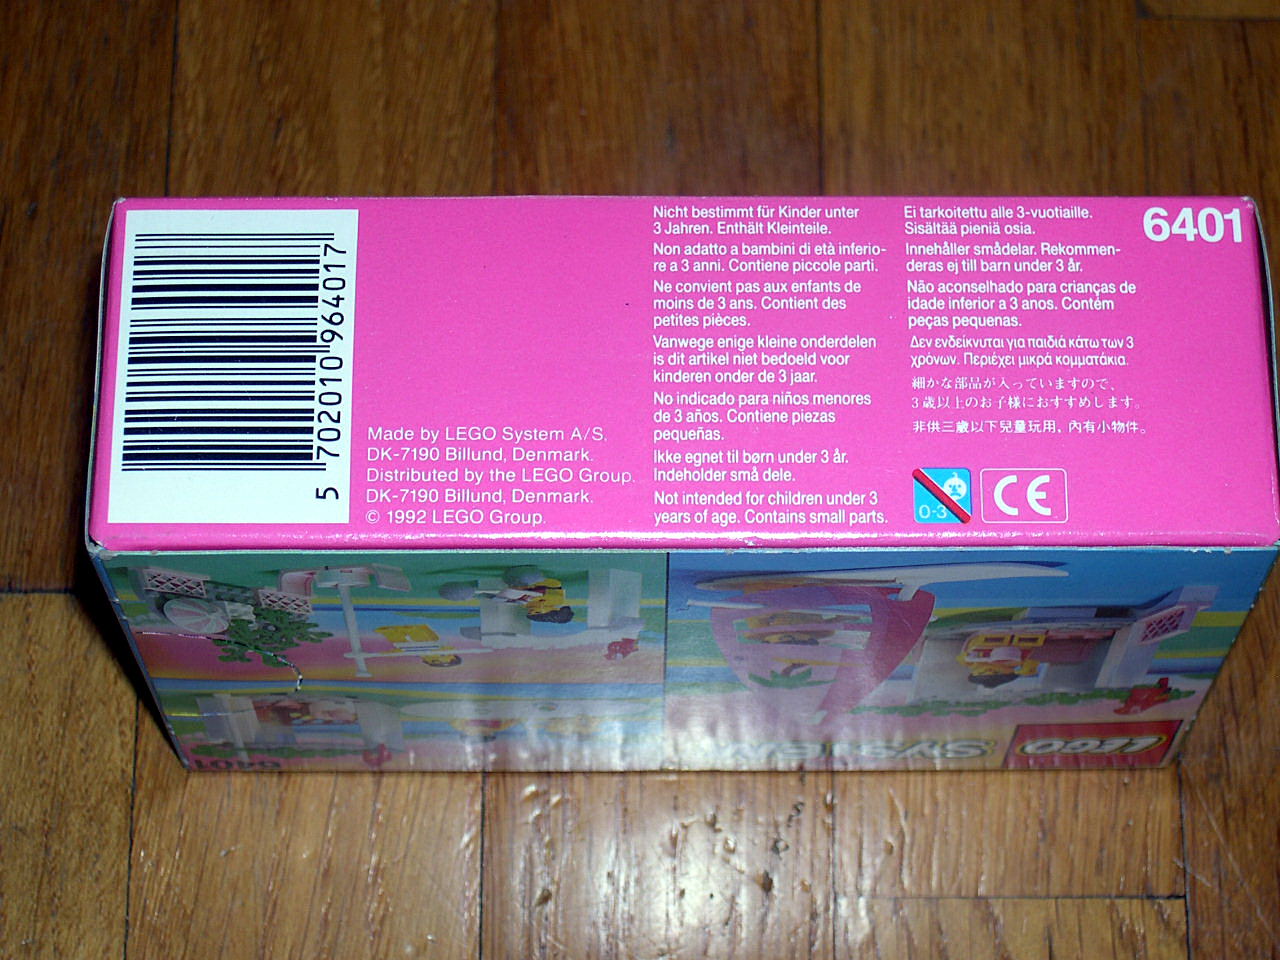 5 702010 964017
Made by LEGO System A/S,
DK-7190 Billund, Denmark.
Distributed by the LEGO Group.
DK-7190 Billund, Denmark.
© 1992 LEGO Group.
Nicht bestimmt für Kinder unter
3 Jahren. Enthält Kleinteile.
Non adatto a bambini di età inferio-
re a 3 anni. Contiene piccole parti.
Ne convient pas aux enfants de
moins de 3 ans. Contient des
petites pièces.
Vanwege enige kleine onderdelen
is dit artikel niet bedoeld voor
kinderen onder de 3 jaar.
No indicado para niños menores
de 3 años. Contiene piezas
pequeñas.
Ikke egnet til børn under 3 år.
Indeholder små dele.
Not intended for children under 3
years of age. Contains small parts.
Ei tarkoitettu alle 3-vuotiaille.
Sisältää pieniä osia.
Innehåller smådelar. Rekommen-
deras ej till barn under 3 år.
Não aconselhado para crianças de
idade inferior a 3 anos. Contém
peças pequenas.
Δεν ενδείκνυται για παιδιά κάτω των 3
χρόνων. Περιέχει μικρά κομματάκια.
細かな部品が入っていますので、
3歳以上のお子様におすすめします。
非供三歲以下兒童玩用，內有小物件。
0-3
CE
6401
LEGO
SYSTEM
6401